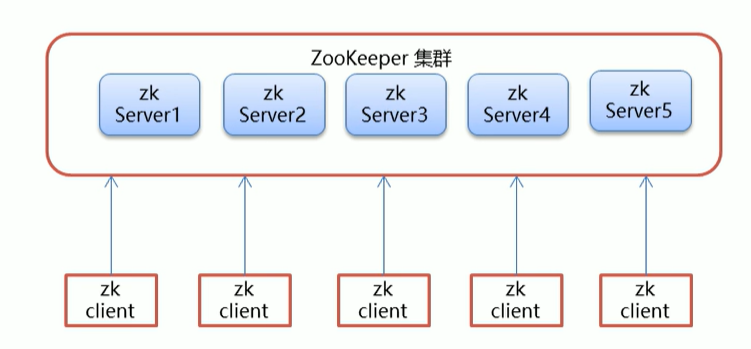 ZooKeeper 集群
zk
Server1
zk
Server2
zk
Server3
zk
Server4
zk
Server5
zk
client
zk
client
zk
client
zk
client
zk
client